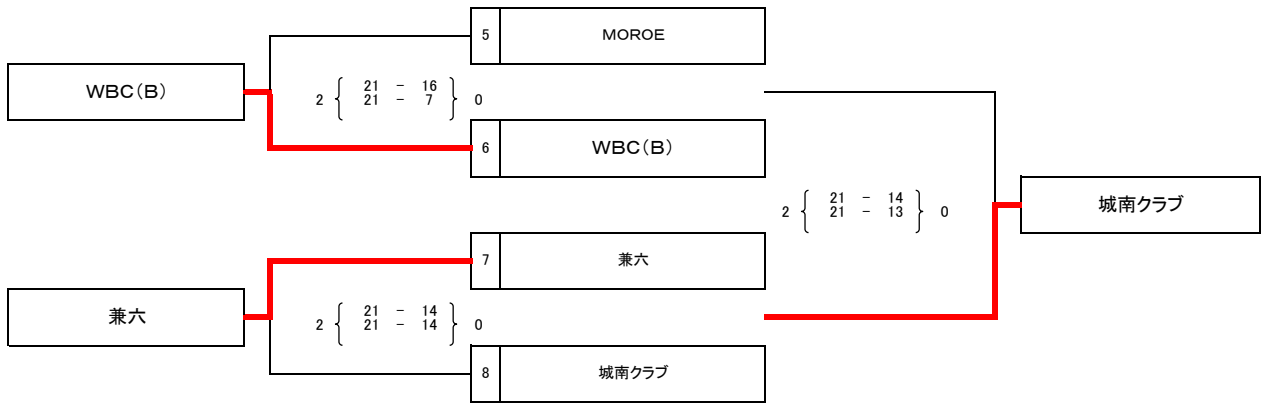 5 MOROE
WBC(B)
2 { 21 - 16 } 0
21 - 7
6 WBC(B)
2 { 21 - 14 } 0
21 - 13
城南クラブ
7 兼六
兼六
2 { 21 - 14 } 0
21 - 14
8 城南クラブ